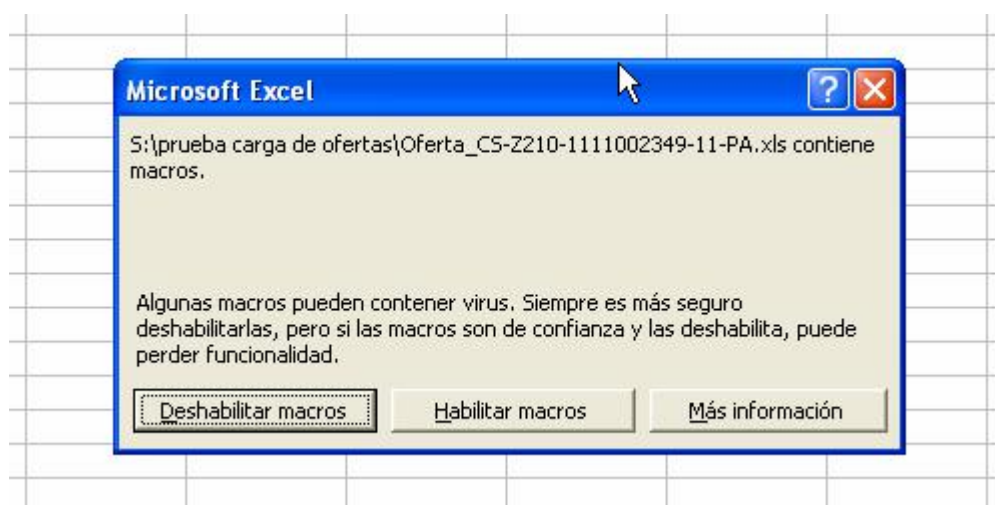 Microsoft Excel
S:\prueba carga de ofertas\Oferta_CS-Z210-1111002349-11-PA.xls contiene
macros.
Algunas macros pueden contener virus. Siempre es más seguro
deshabilitarlas, pero si las macros son de confianza y las deshabilita, puede
perder funcionalidad.
Deshabilitar macros Habilitar macros Más información